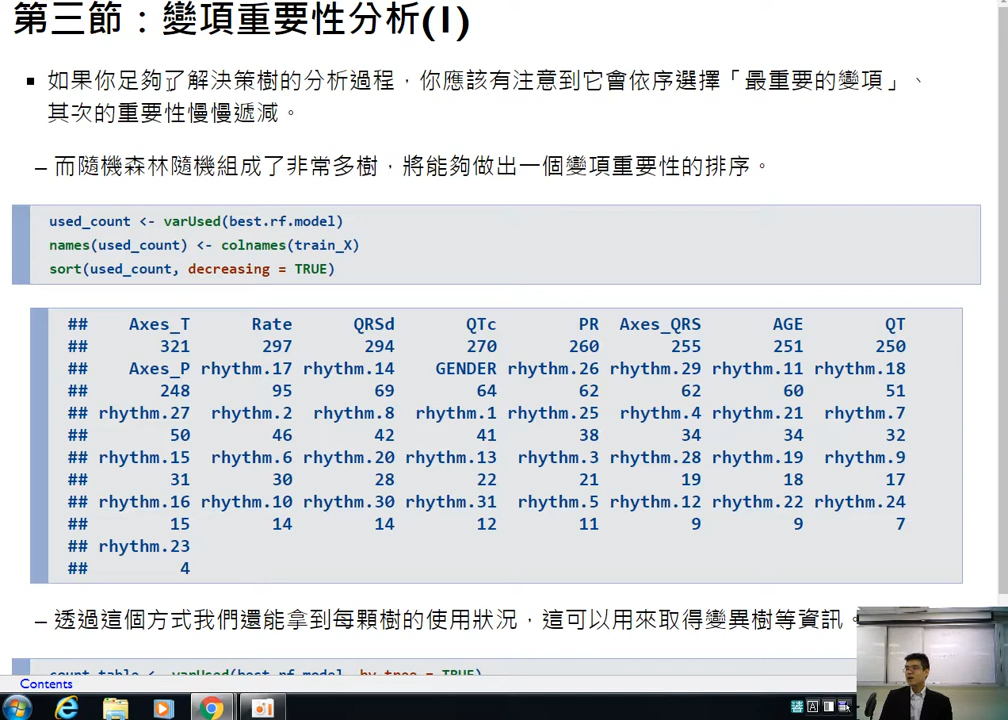 第三節：變項重要性分析(1)
如果你足夠了解決策樹的分析過程，你應該有注意到它會依序選擇「最重要的變項」、
其次的重要性慢慢遞減。
– 而隨機森林隨機組成了非常多樹，將能夠做出一個變項重要性的排序。
used_count <- varUsed(best.rf.model)
names(used_count) <- colnames(train_X)
sort(used_count, decreasing = TRUE)
## Axes_T Rate QRSd QTc PR Axes_QRS AGE QT
## 321 297 294 270 260 255 251 250
## Axes_P rhythm.17 rhythm.14 GENDER rhythm.26 rhythm.29 rhythm.11 rhythm.18
## 248 95 69 64 62 62 60 51
## rhythm.27 rhythm.2 rhythm.8 rhythm.1 rhythm.25 rhythm.4 rhythm.21 rhythm.7
## 50 46 42 41 38 34 34 32
## rhythm.15 rhythm.6 rhythm.20 rhythm.13 rhythm.3 rhythm.28 rhythm.19 rhythm.9
## 31 30 28 22 21 19 18 17
## rhythm.16 rhythm.10 rhythm.30 rhythm.31 rhythm.5 rhythm.12 rhythm.22 rhythm.24
## 15 14 14 12 11 9 9 7
## rhythm.23
## 4
– 透過這個方式我們還能拿到每顆樹的使用狀況，這可以用來取得變異樹等資訊。
count_table <- varUsed(best.rf.model, by.tree = TRUE)
Contents